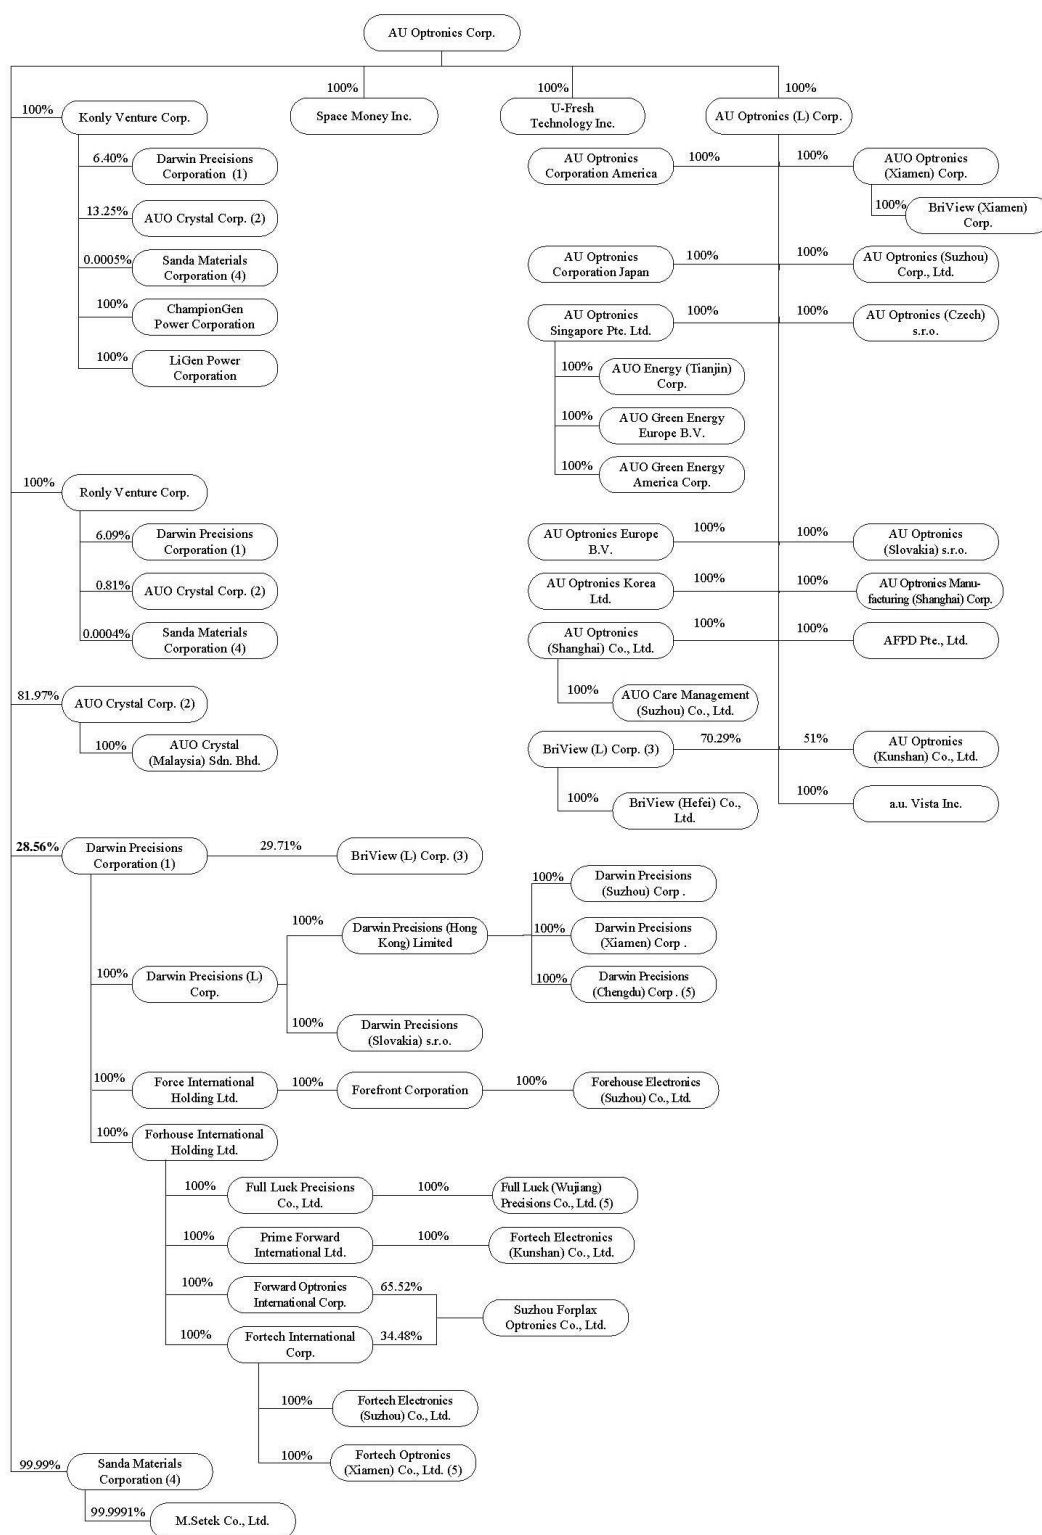 AU Optronics Corp.
100%
100%
100%
100%
Konly Venture Corp.
Space Money Inc.
U-Fresh
Technology Inc.
AU Optronics (L) Corp.
6.40%
Darwin Precisions
Corporation (1)
13.25%
AUO Crystal Corp. (2)
0.0005%
Sanda Materials
Corporation (4)
100%
ChampionGen
Power Corporation
100%
LiGen Power
Corporation
AU Optronics
Corporation America
100%
100%
AUO Optronics
(Xiamen) Corp.
100%
BriView (Xiamen)
Corp.
AU Optronics
Corporation Japan
100%
100%
AU Optronics (Suzhou)
Corp., Ltd.
AU Optronics
Singapore Pte. Ltd.
100%
100%
AU Optronics (Czech)
s.r.o.
100%
AUO Energy (Tianjin)
Corp.
100%
AUO Green Energy
Europe B.V.
100%
AUO Green Energy
America Corp.
100%
Ronly Venture Corp.
6.09%
Darwin Precisions
Corporation (1)
0.81%
AUO Crystal Corp. (2)
0.0004%
Sanda Materials
Corporation (4)
AU Optronics Europe
B.V.
100%
100%
AU Optronics
(Slovakia) s.r.o.
AU Optronics Korea
Ltd.
100%
100%
AU Optronics Manu-
facturing (Shanghai) Corp.
AU Optronics
(Shanghai) Co., Ltd.
100%
100%
AFPD Pte., Ltd.
100%
AUO Care Management
(Suzhou) Co., Ltd.
81.97%
AUO Crystal Corp. (2)
100%
AUO Crystal
(Malaysia) Sdn. Bhd.
BriView (L) Corp. (3)
70.29%
51%
AU Optronics
(Kunshan) Co., Ltd.
100%
BriView (Hefei) Co.,
Ltd.
100%
a.u. Vista Inc.
28.56%
Darwin Precisions
Corporation (1)
29.71%
BriView (L) Corp. (3)
100%
Darwin Precisions (L)
Corp.
100%
Darwin Precisions (Hong
Kong) Limited
100%
Darwin Precisions
(Suzhou) Corp .
100%
Darwin Precisions
(Xiamen) Corp .
100%
Darwin Precisions
(Chengdu) Corp . (5)
100%
Darwin Precisions
(Slovakia) s.r.o.
100%
Force International
Holding Ltd.
100%
Forefront Corporation
100%
Forehouse Electronics
(Suzhou) Co., Ltd.
100%
Forhouse International
Holding Ltd.
100%
Full Luck Precisions
Co., Ltd.
100%
Full Luck (Wujiang)
Precisions Co., Ltd. (5)
100%
Prime Forward
International Ltd.
100%
Fortech Electronics
(Kunshan) Co., Ltd.
100%
Forward Optronics
International Corp.
65.52%
Suzhou Forplax
Optronics Co., Ltd.
100%
Fortech International
Corp.
34.48%
100%
Fortech Electronics
(Suzhou) Co., Ltd.
100%
Fortech Optronics
(Xiamen) Co., Ltd. (5)
99.99%
Sanda Materials
Corporation (4)
99.9991%
M.Setek Co., Ltd.